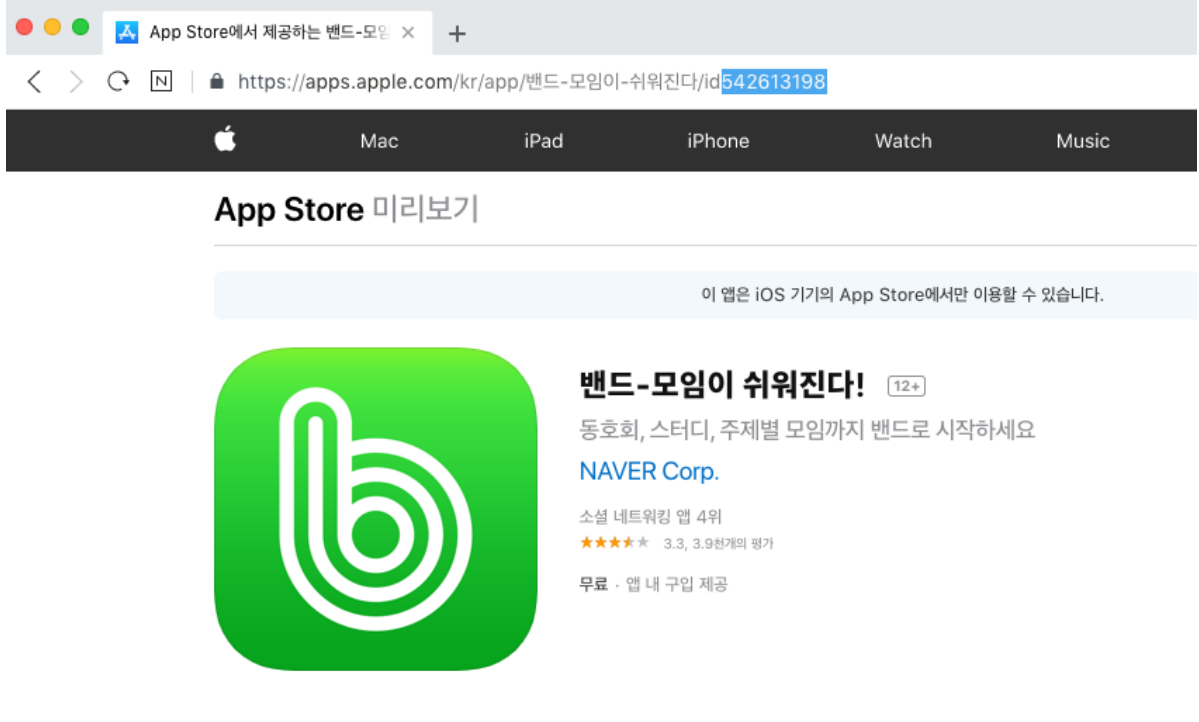 App Store에서 제공하는 밴드-모임
N https://apps.apple.com/kr/app/밴드-모임이-쉬워진다/id542613198
Mac iPad iPhone Watch Music
App Store 미리보기
이 앱은 iOS 기기의 App Store에서만 이용할 수 있습니다.
밴드-모임이 쉬워진다! 12+
동호회, 스터디, 주제별 모임까지 밴드로 시작하세요
NAVER Corp.
소셜 네트워킹 앱 4위
★★★★★ 3.3, 3.9천개의 평가
무료 · 앱 내 구입 제공